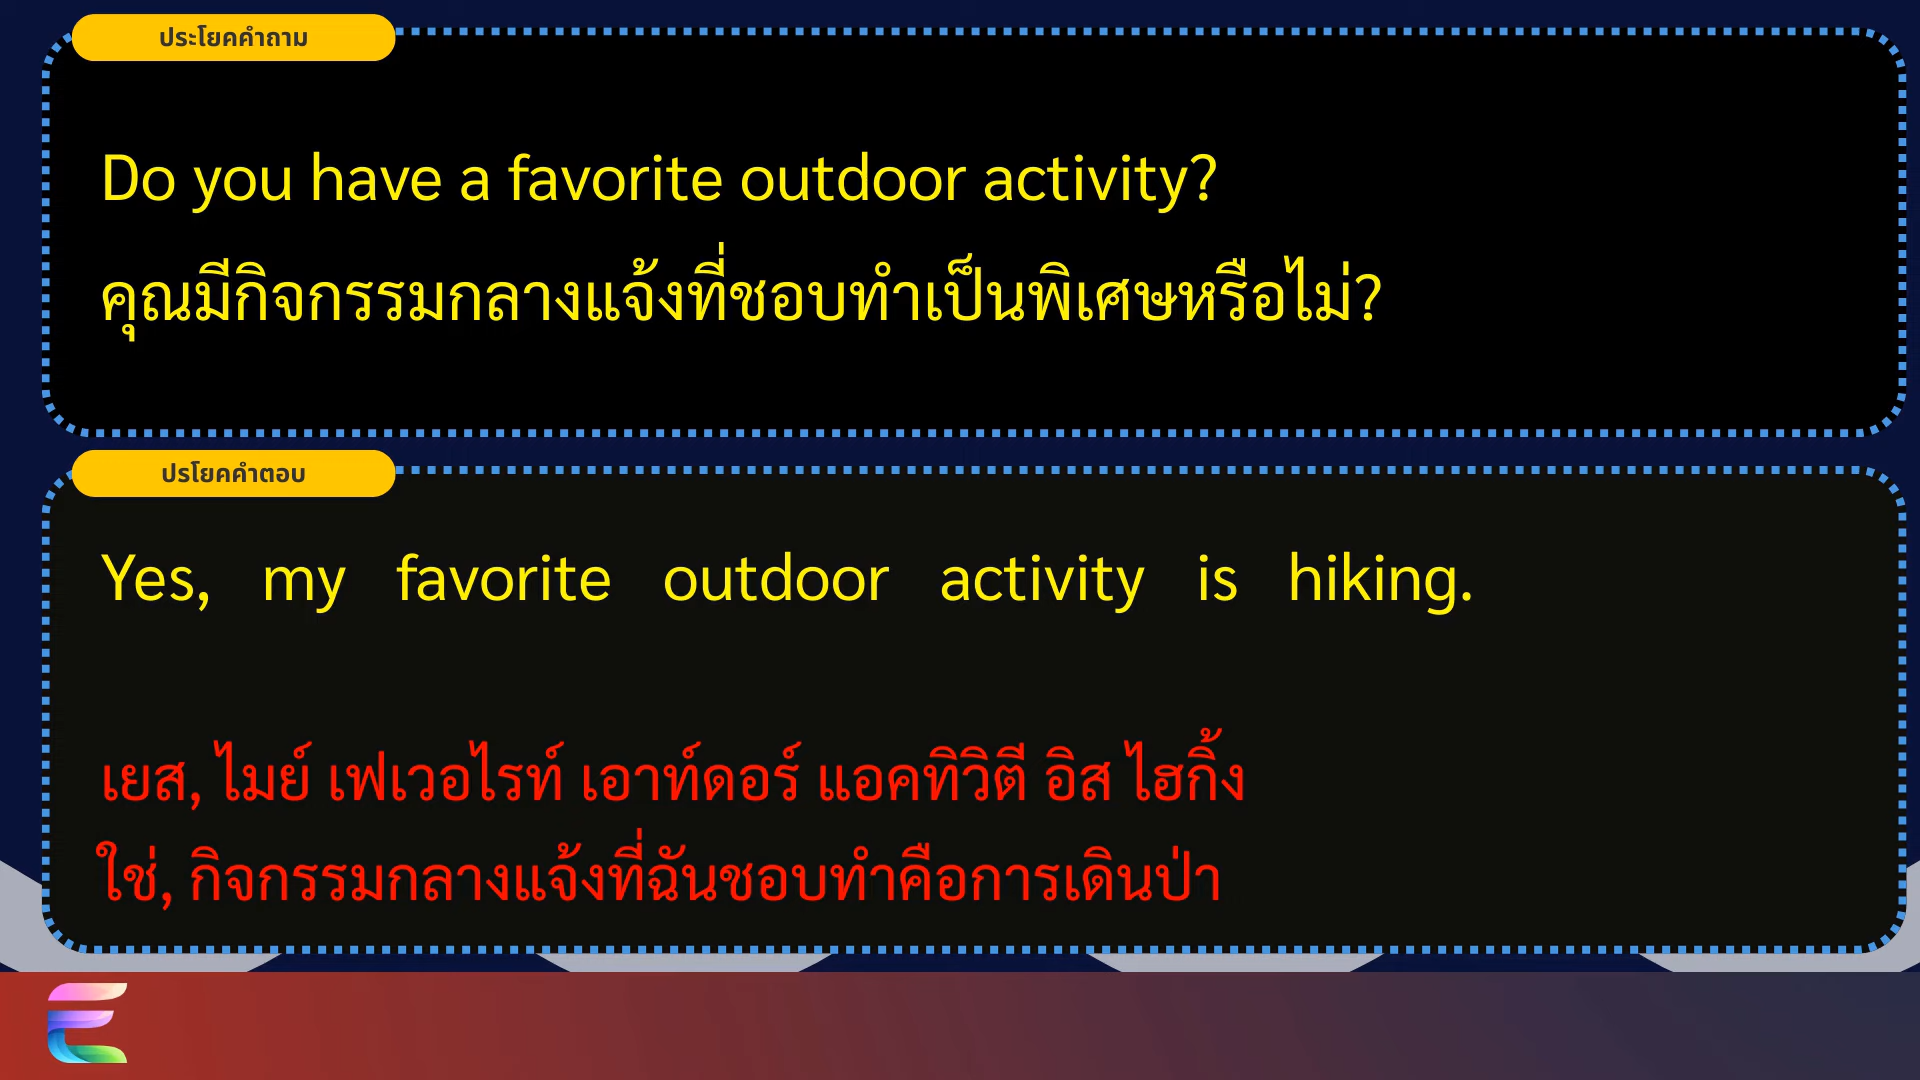 ประโยคคำถาม
Do you have a favorite outdoor activity?
คุณมีกิจกรรมกลางแจ้งที่ชอบทำเป็นพิเศษหรือไม่?
ปรโยคคำตอบ
Yes, my favorite outdoor activity is hiking.
เยส, ไมย์ เฟเวอไรท์ เอาท์ดอร์ แอคทิวิตี อิส ไฮกิ้ง
ใช่, กิจกรรมกลางแจ้งที่ฉันชอบทำคือการเดินป่า